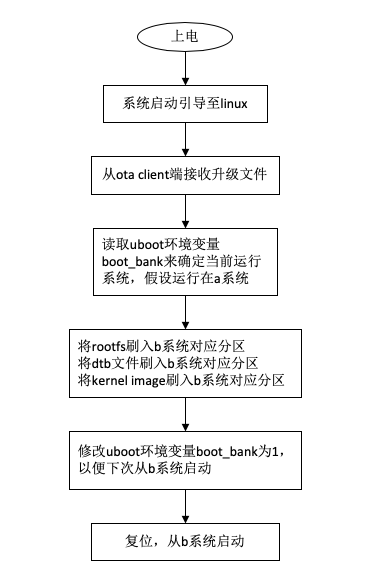 上电
系统启动引导至linux
从ota client端接收升级文件
读取uboot环境变量
boot_bank来确定当前运行
系统，假设运行在a系统
将rootfs刷入b系统对应分区
将dtb文件刷入b系统对应分区
将kernel image刷入b系统对应分区
修改uboot环境变量boot_bank为1，
以便下次从b系统启动
复位，从b系统启动